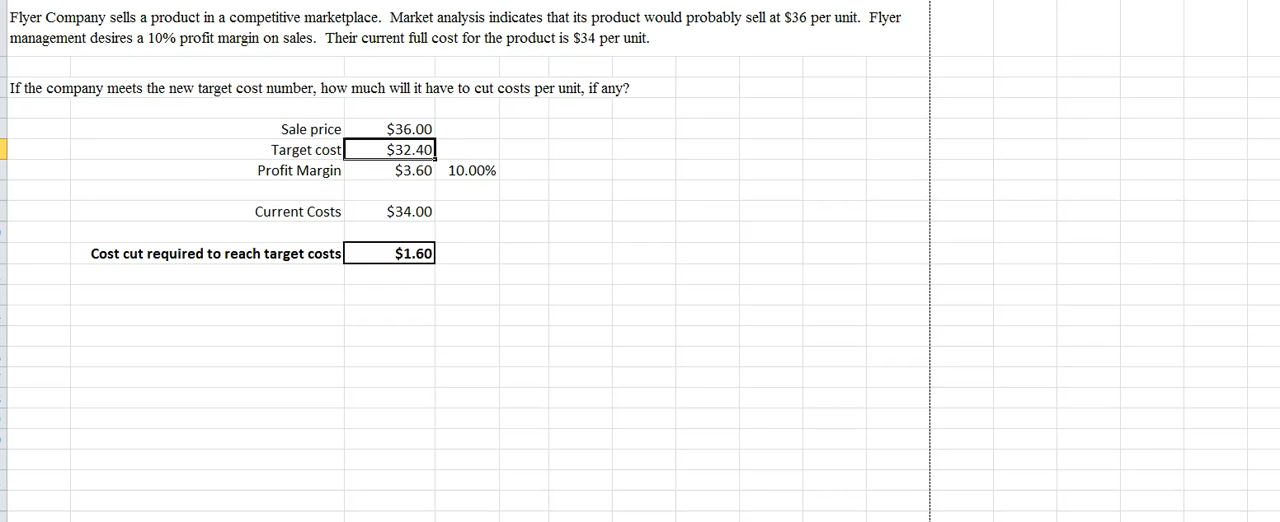 Flyer Company sells a product in a competitive marketplace. Market analysis indicates that its product would probably sell at $36 per unit. Flyer
management desires a 10% profit margin on sales. Their current full cost for the product is $34 per unit.
If the company meets the new target cost number, how much will it have to cut costs per unit, if any?
Sale price $36.00
Target cost $32.40
Profit Margin $3.60 10.00%
Current Costs $34.00
Cost cut required to reach target costs $1.60